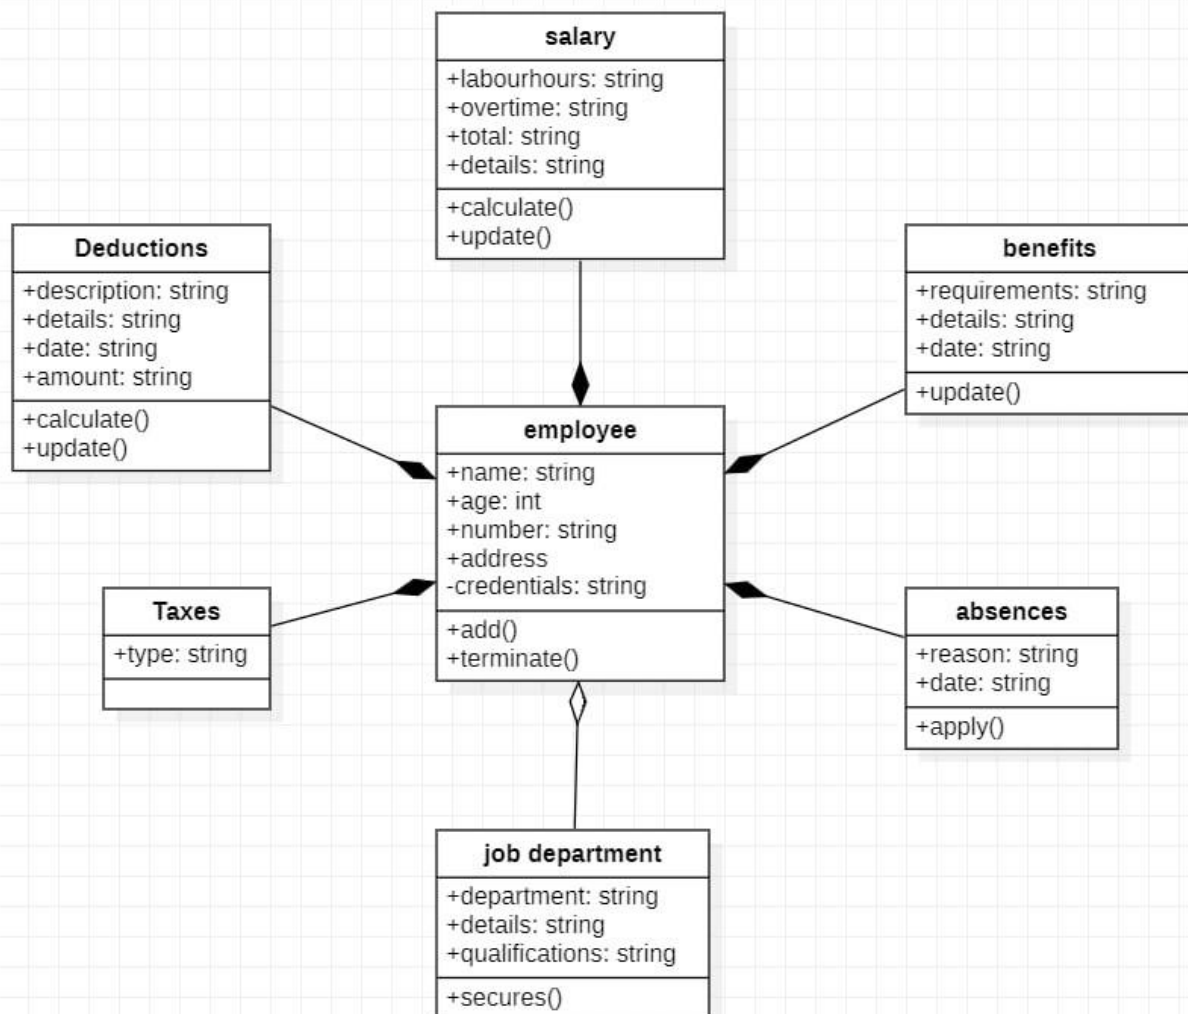 salary
+labourhours: string
+overtime: string
+total: string
+details: string
+calculate()
+update()
Deductions
+description: string
+details: string
+date: string
+amount: string
+calculate()
+update()
benefits
+requirements: string
+details: string
+date: string
+update()
employee
+name: string
+age: int
+number: string
+address
-credentials: string
+add()
+terminate()
Taxes
+type: string
absences
+reason: string
+date: string
+apply()
job department
+department: string
+details: string
+qualifications: string
+secures()